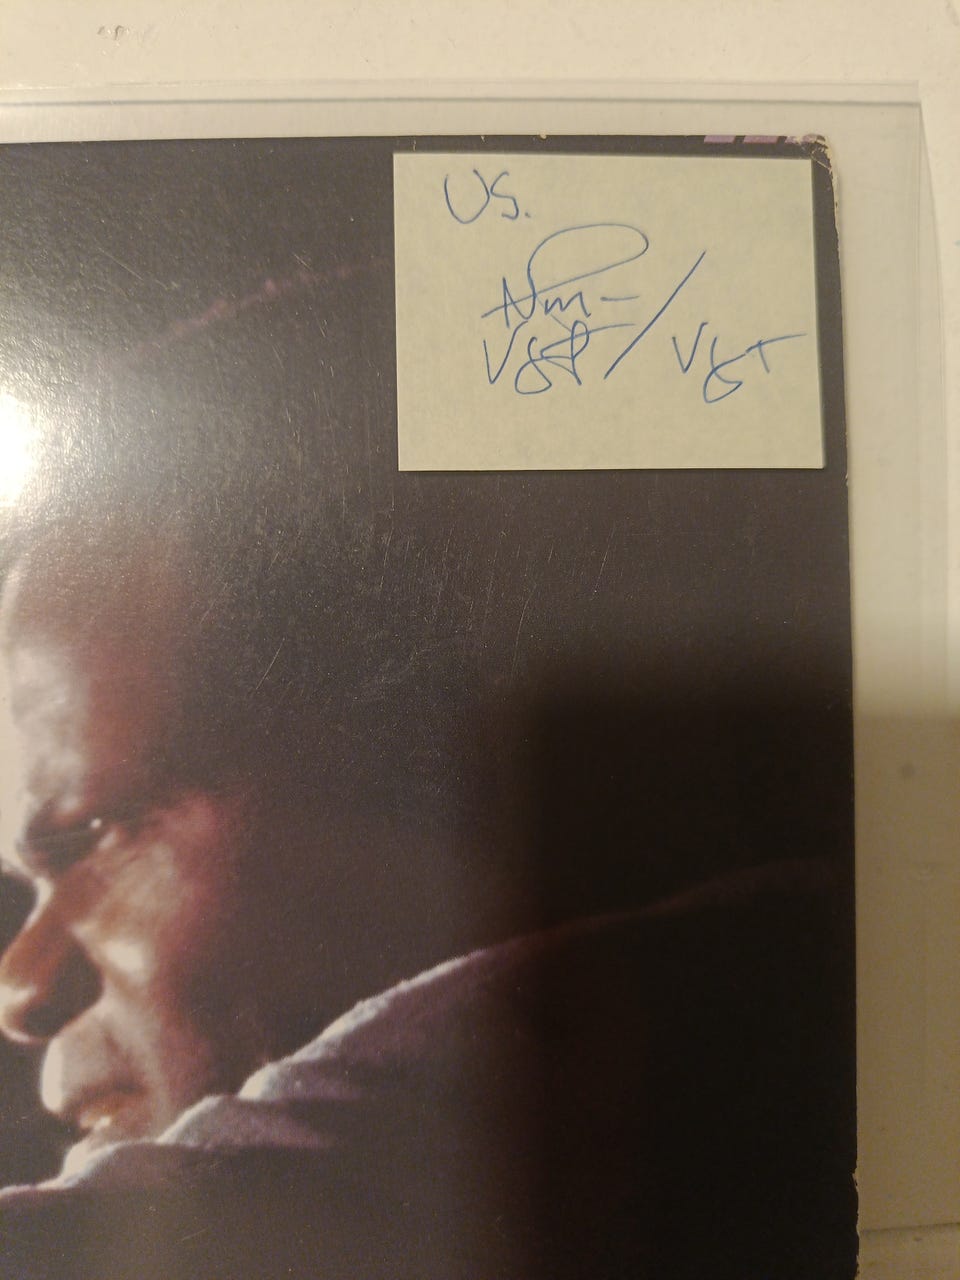 US.
Nm-
VG+ / VG+